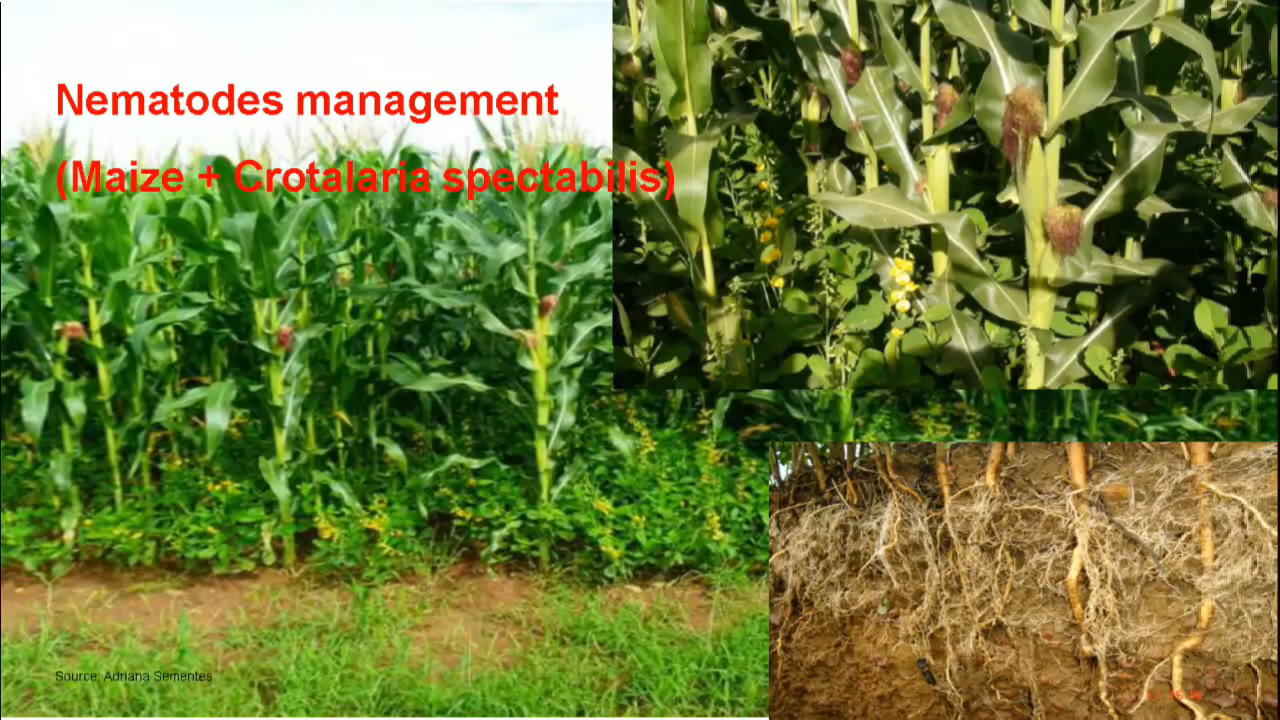 Nematodes management
(Maize + Crotalaria spectabilis)
Source: Adriana Sementes